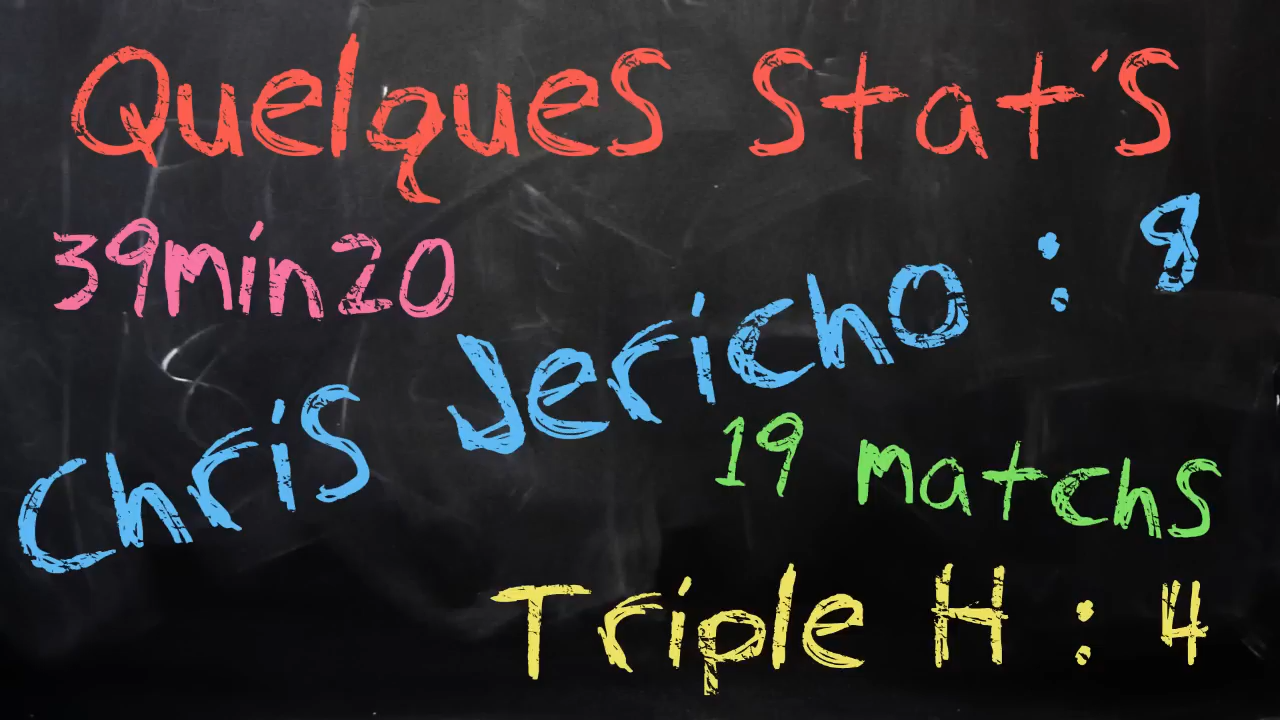 Quelques Stat's
39min20
Chris Jericho : 8
19 matchs
Triple H : 4